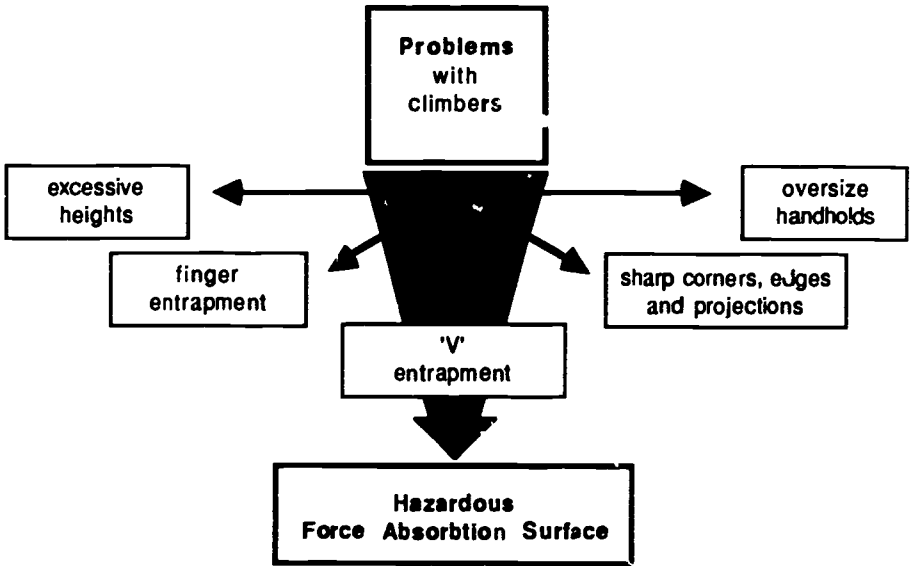 Problems
with
climbers
excessive
heights
oversize
handholds
finger
entrapment
sharp corners, edges
and projections
'V'
entrapment
Hazardous
Force Absorbtion Surface